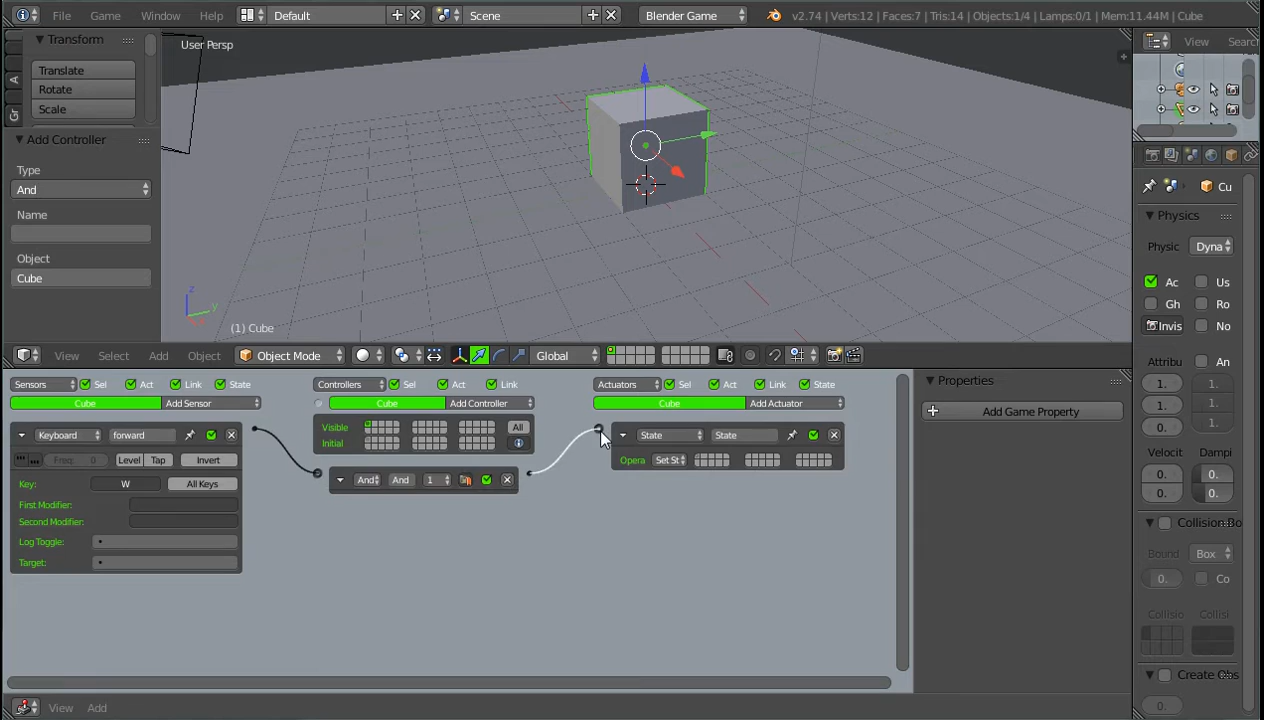 File Game Window Help Default Scene Blender Game v2.74 | Verts:12 | Faces:7 | Tris:14 | Objects:1/4 | Lamps:0/1 | Mem:11.44M | Cube
Transform
Translate
Rotate
Scale
Add Controller
Type
And
Name
Object
Cube
User Persp
(1) Cube
View Select Add Object Object Mode Global
Sensors Sel Act Link State
Cube Add Sensor
Keyboard forward
Freq: 0 Level Tap Invert
Key: W All Keys
First Modifier:
Second Modifier:
Log Toggle:
Target:
Controllers Sel Act Link
Cube Add Controller
Visible All
Initial
And And 1
Actuators Sel Act Link State
Cube Add Actuator
State State
Opera Set St
View Add
Properties
Add Game Property
View Search
Cu
Physics
Physic Dyna
Ac Us
Gh Ro
Invis No
Attribu An
1. 1.
1. 1.
0. 0.
Velocit Dampi
0. 0.
0. 0.
Collision Bo
Bound Box
0. Co
Collisio Collisi
Create Obs
0.